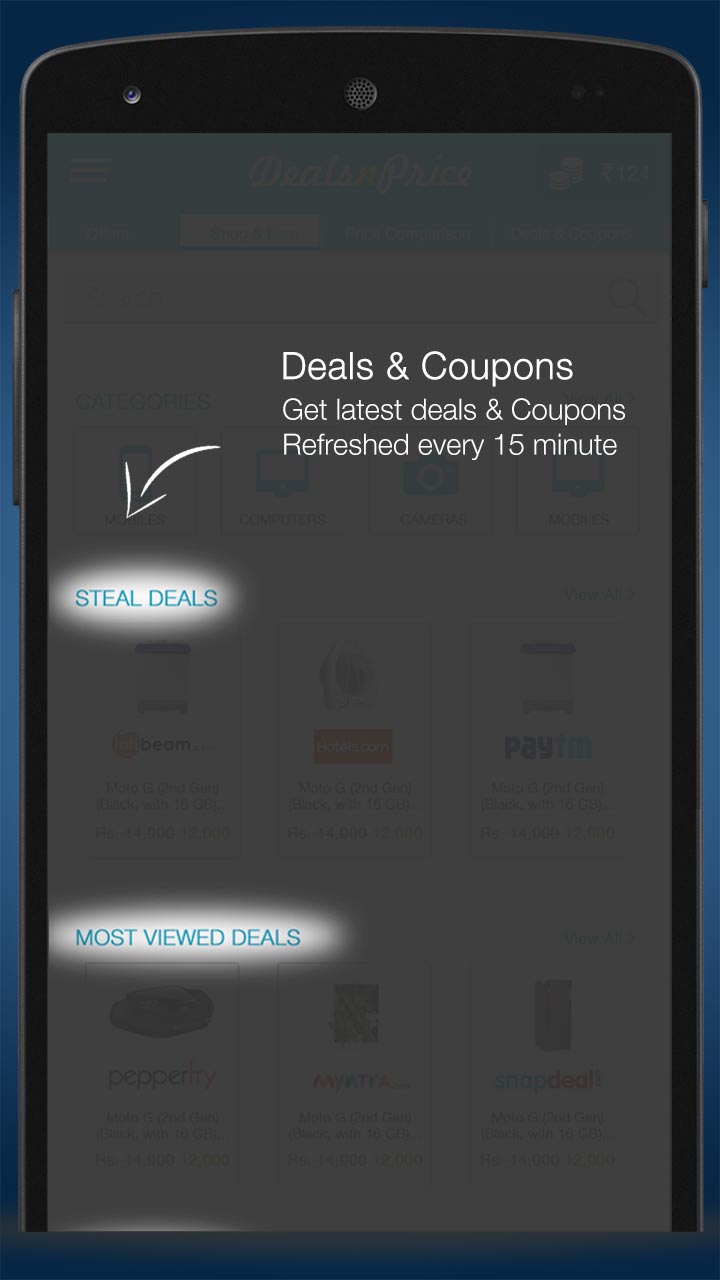 DealsnPrice
₹124
Offers
Shop & Earn
Price Comparison
Deals & Coupons
Search
Deals & Coupons
Get latest deals & Coupons
Refreshed every 15 minute
CATEGORIES
View All >
MOBILES
COMPUTERS
CAMERAS
MOBILES
STEAL DEALS
View All >
infibeam.com
Hotels.com
paytm
Moto G (2nd Gen)
(Black, with 16 GB)...
Rs. 14,000 12,000
Moto G (2nd Gen)
(Black, with 16 GB)...
Rs. 14,000 12,000
Moto G (2nd Gen)
(Black, with 16 GB)...
Rs. 14,000 12,000
MOST VIEWED DEALS
View All >
pepperfry
Myntra.com
snapdeal
Moto G (2nd Gen)
(Black, with 16 GB)...
Rs. 14,000 12,000
Moto G (2nd Gen)
(Black, with 16 GB)...
Rs. 14,000 12,000
Moto G (2nd Gen)
(Black, with 16 GB)...
Rs. 14,000 12,000